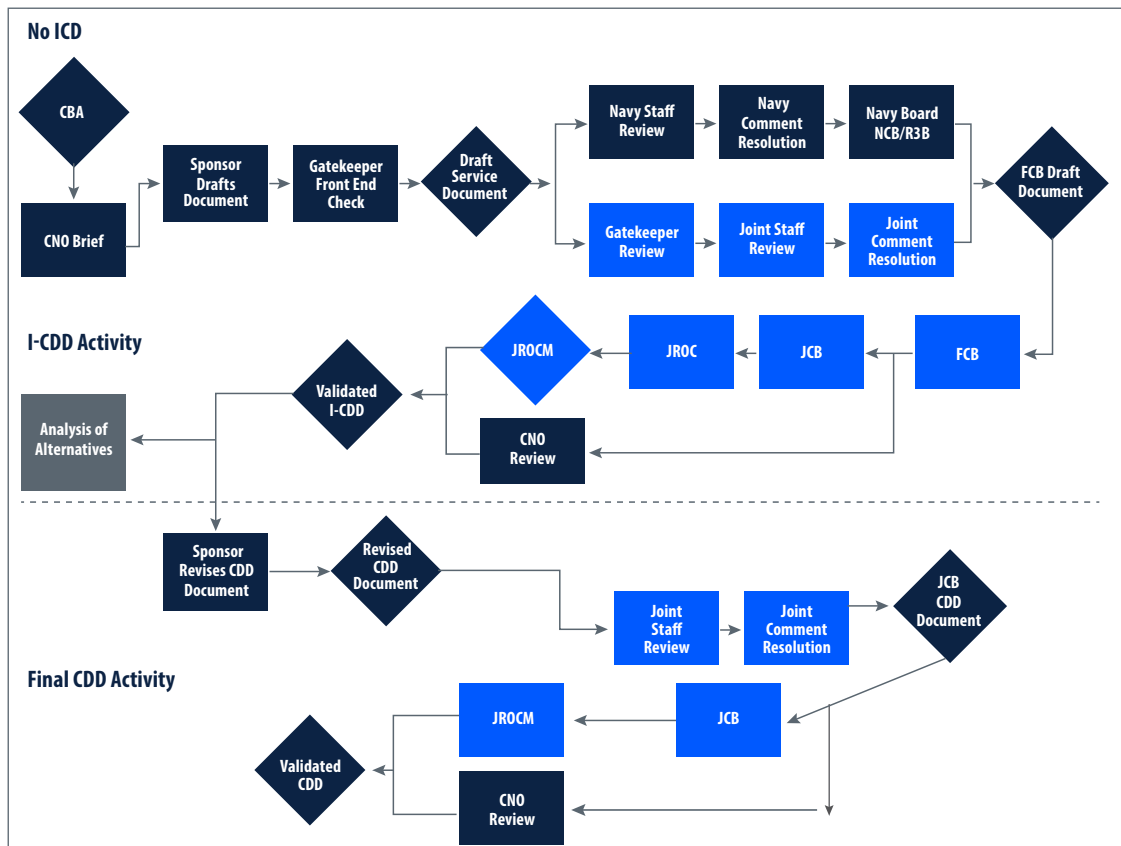 No ICD
CBA
CNO Brief
Sponsor
Drafts
Document
Gatekeeper
Front End
Check
Draft
Service
Document
Navy Staff
Review
Navy
Comment
Resolution
Navy Board
NCB/R3B
Gatekeeper
Review
Joint Staff
Review
Joint
Comment
Resolution
FCB Draft
Document
I-CDD Activity
FCB
JCB
JROC
JROCM
CNO
Review
Validated
I-CDD
Analysis of
Alternatives
Sponsor
Revises CDD
Document
Revised
CDD
Document
Joint
Staff
Review
Joint
Comment
Resolution
JCB
CDD
Document
Final CDD Activity
JCB
JROCM
CNO
Review
Validated
CDD